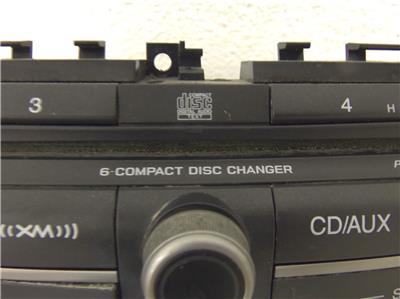 3
COMPACT
disc
DIGITAL AUDIO
TEXT
4 H
6-COMPACT DISC CHANGER
P
((XM))
CD/AUX
S